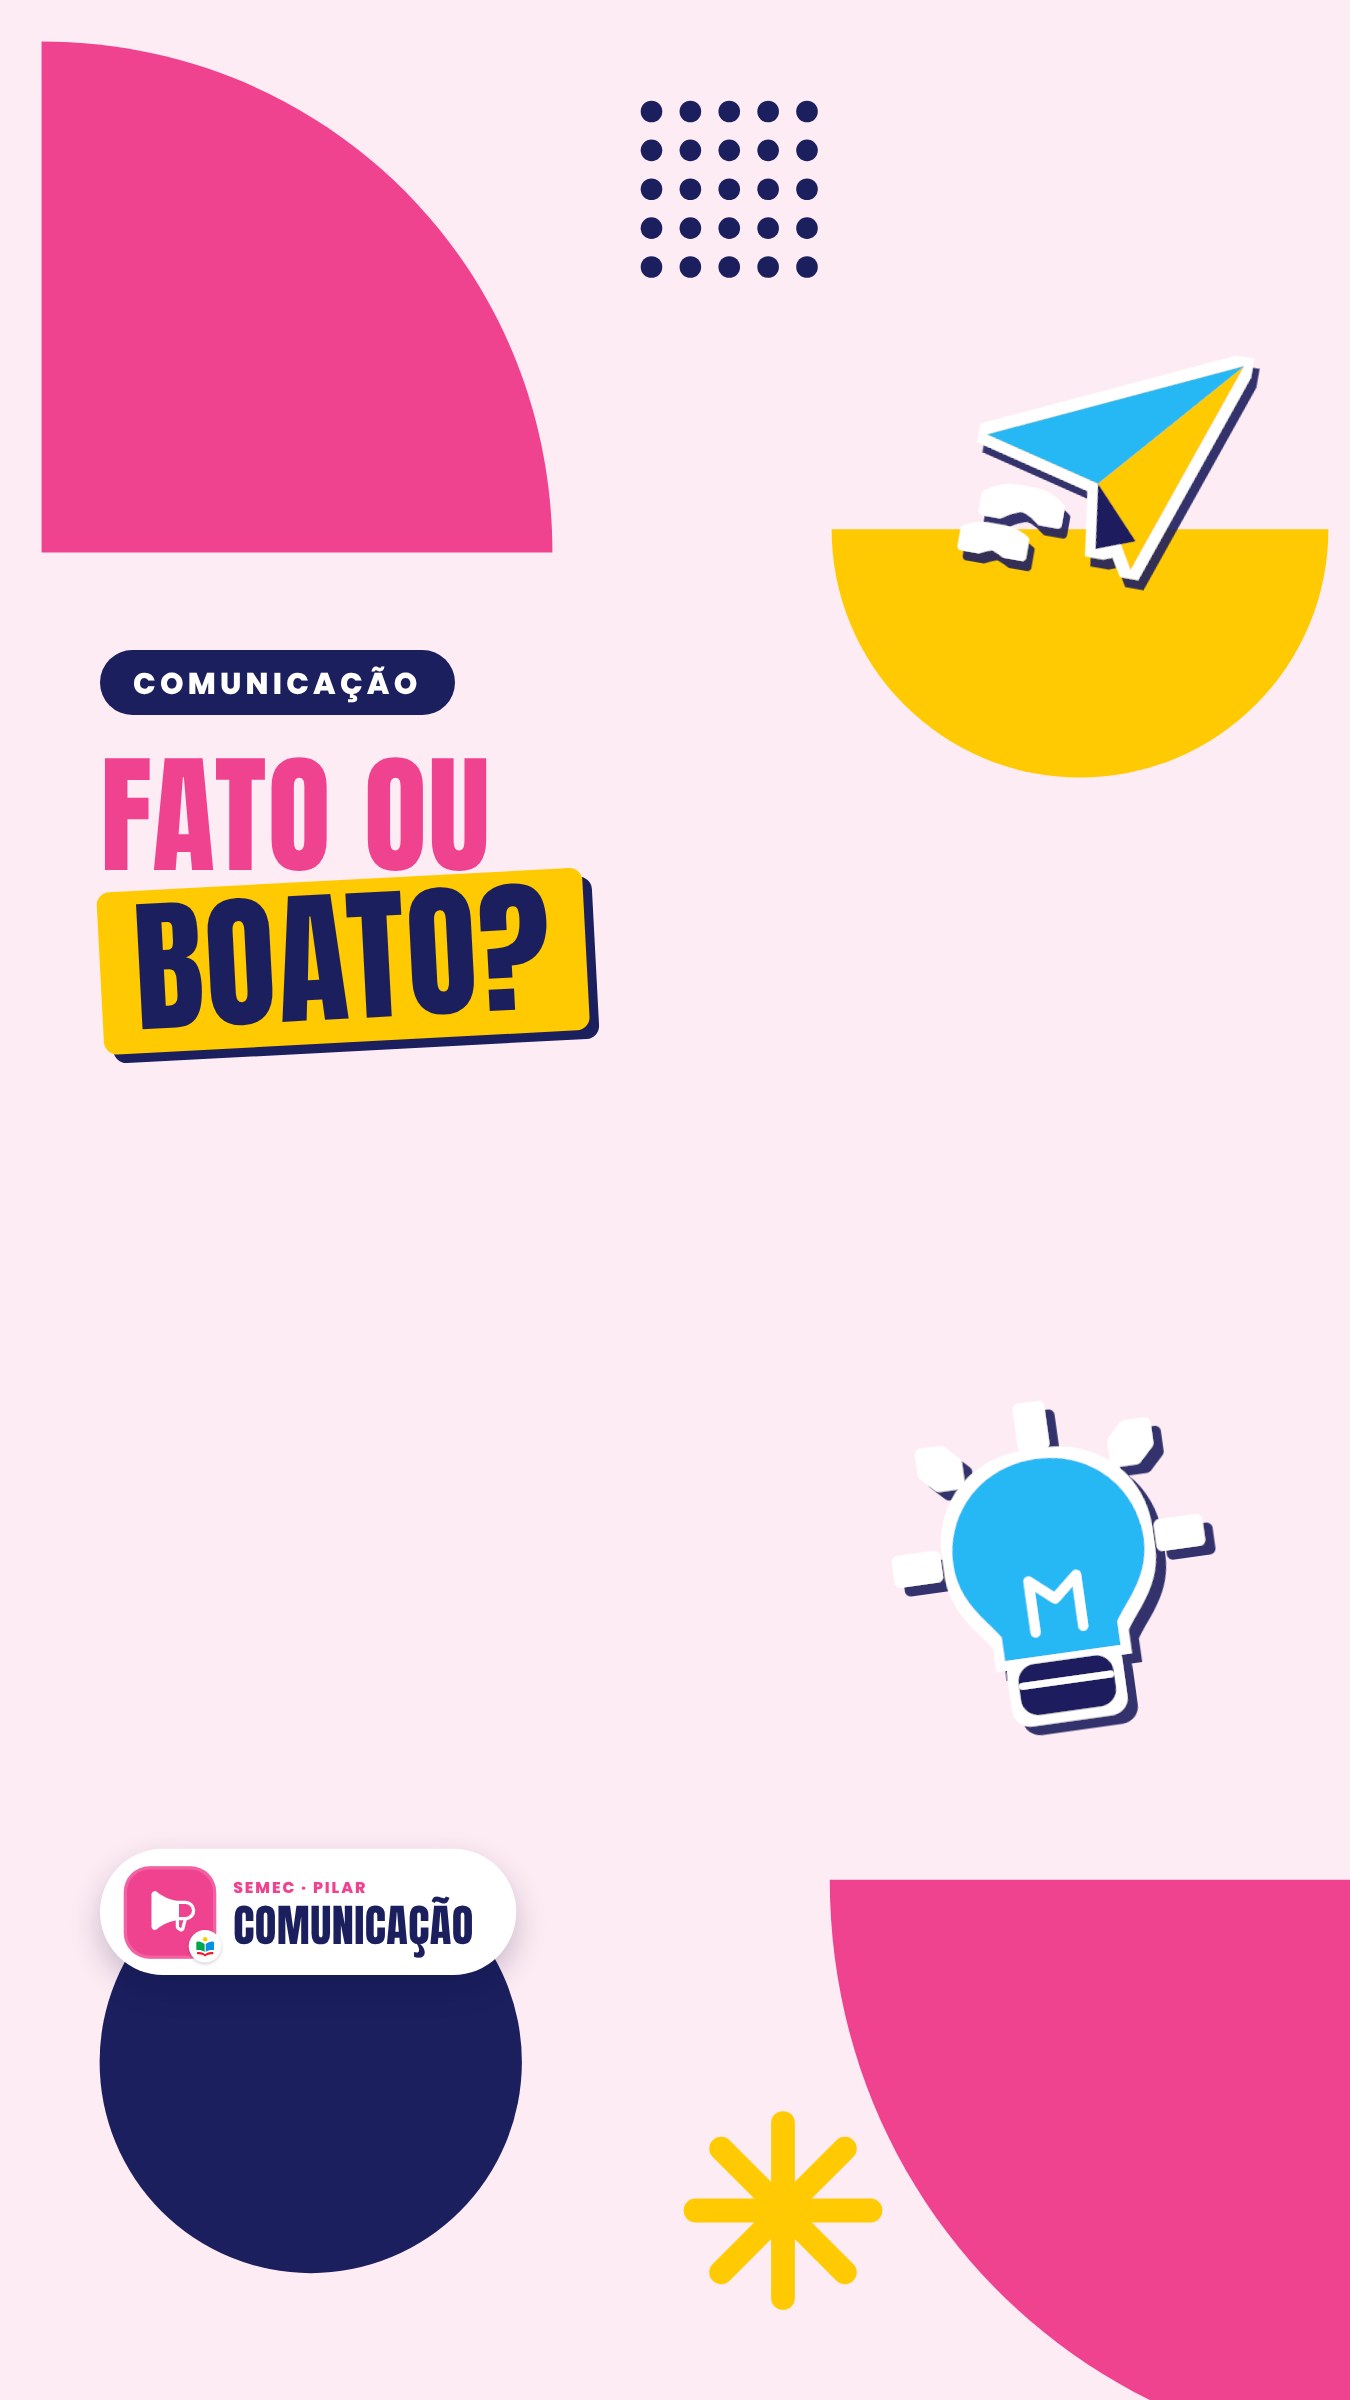 COMUNICAÇÃO
FATO OU
BOATO?
M
SEMEC · PILAR
COMUNICAÇÃO